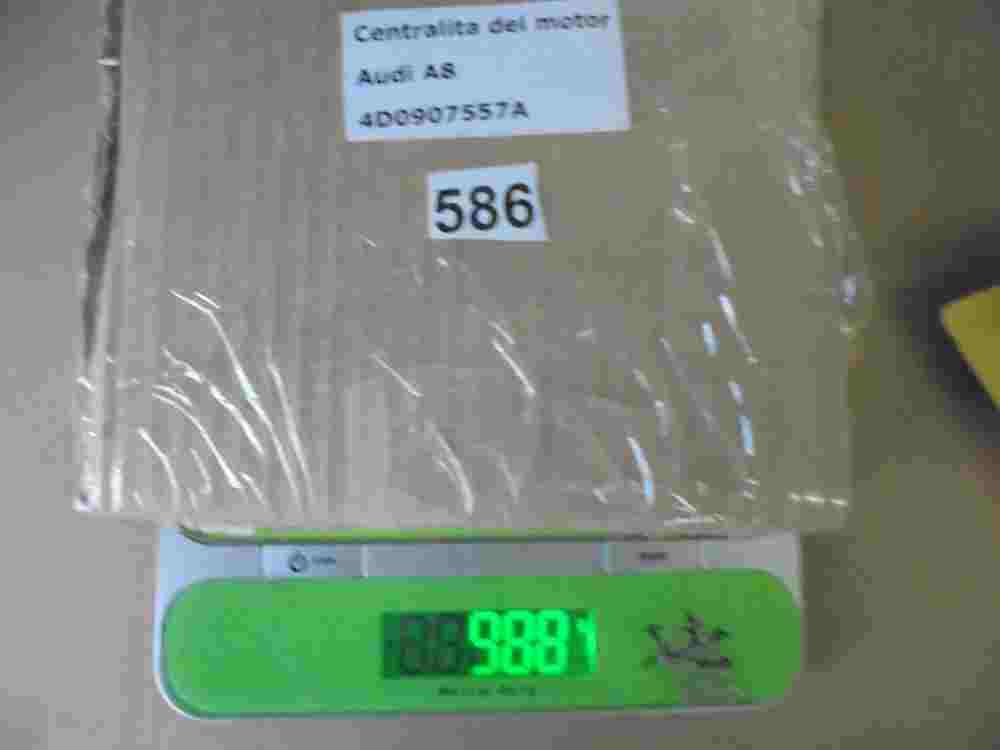 Centralita del motor
Audi A8
4D0907557A
586
988